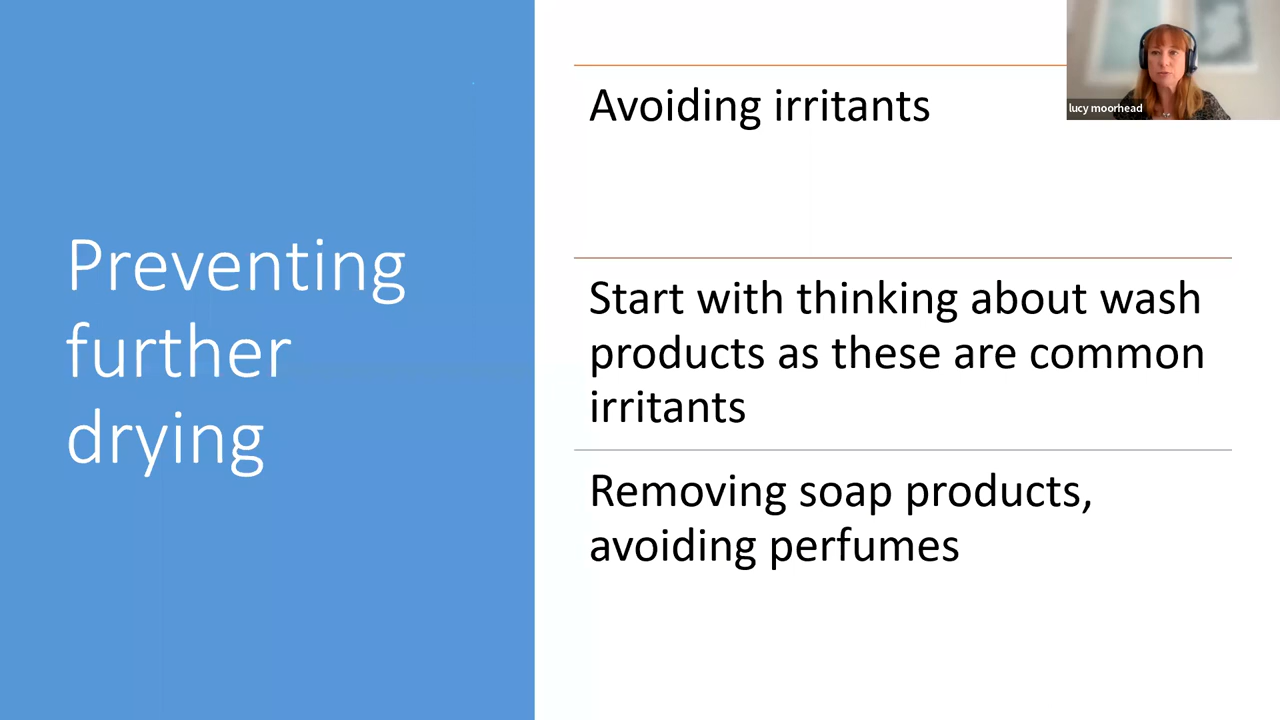 Preventing
further
drying
Avoiding irritants
Start with thinking about wash
products as these are common
irritants
Removing soap products,
avoiding perfumes
lucy moorhead